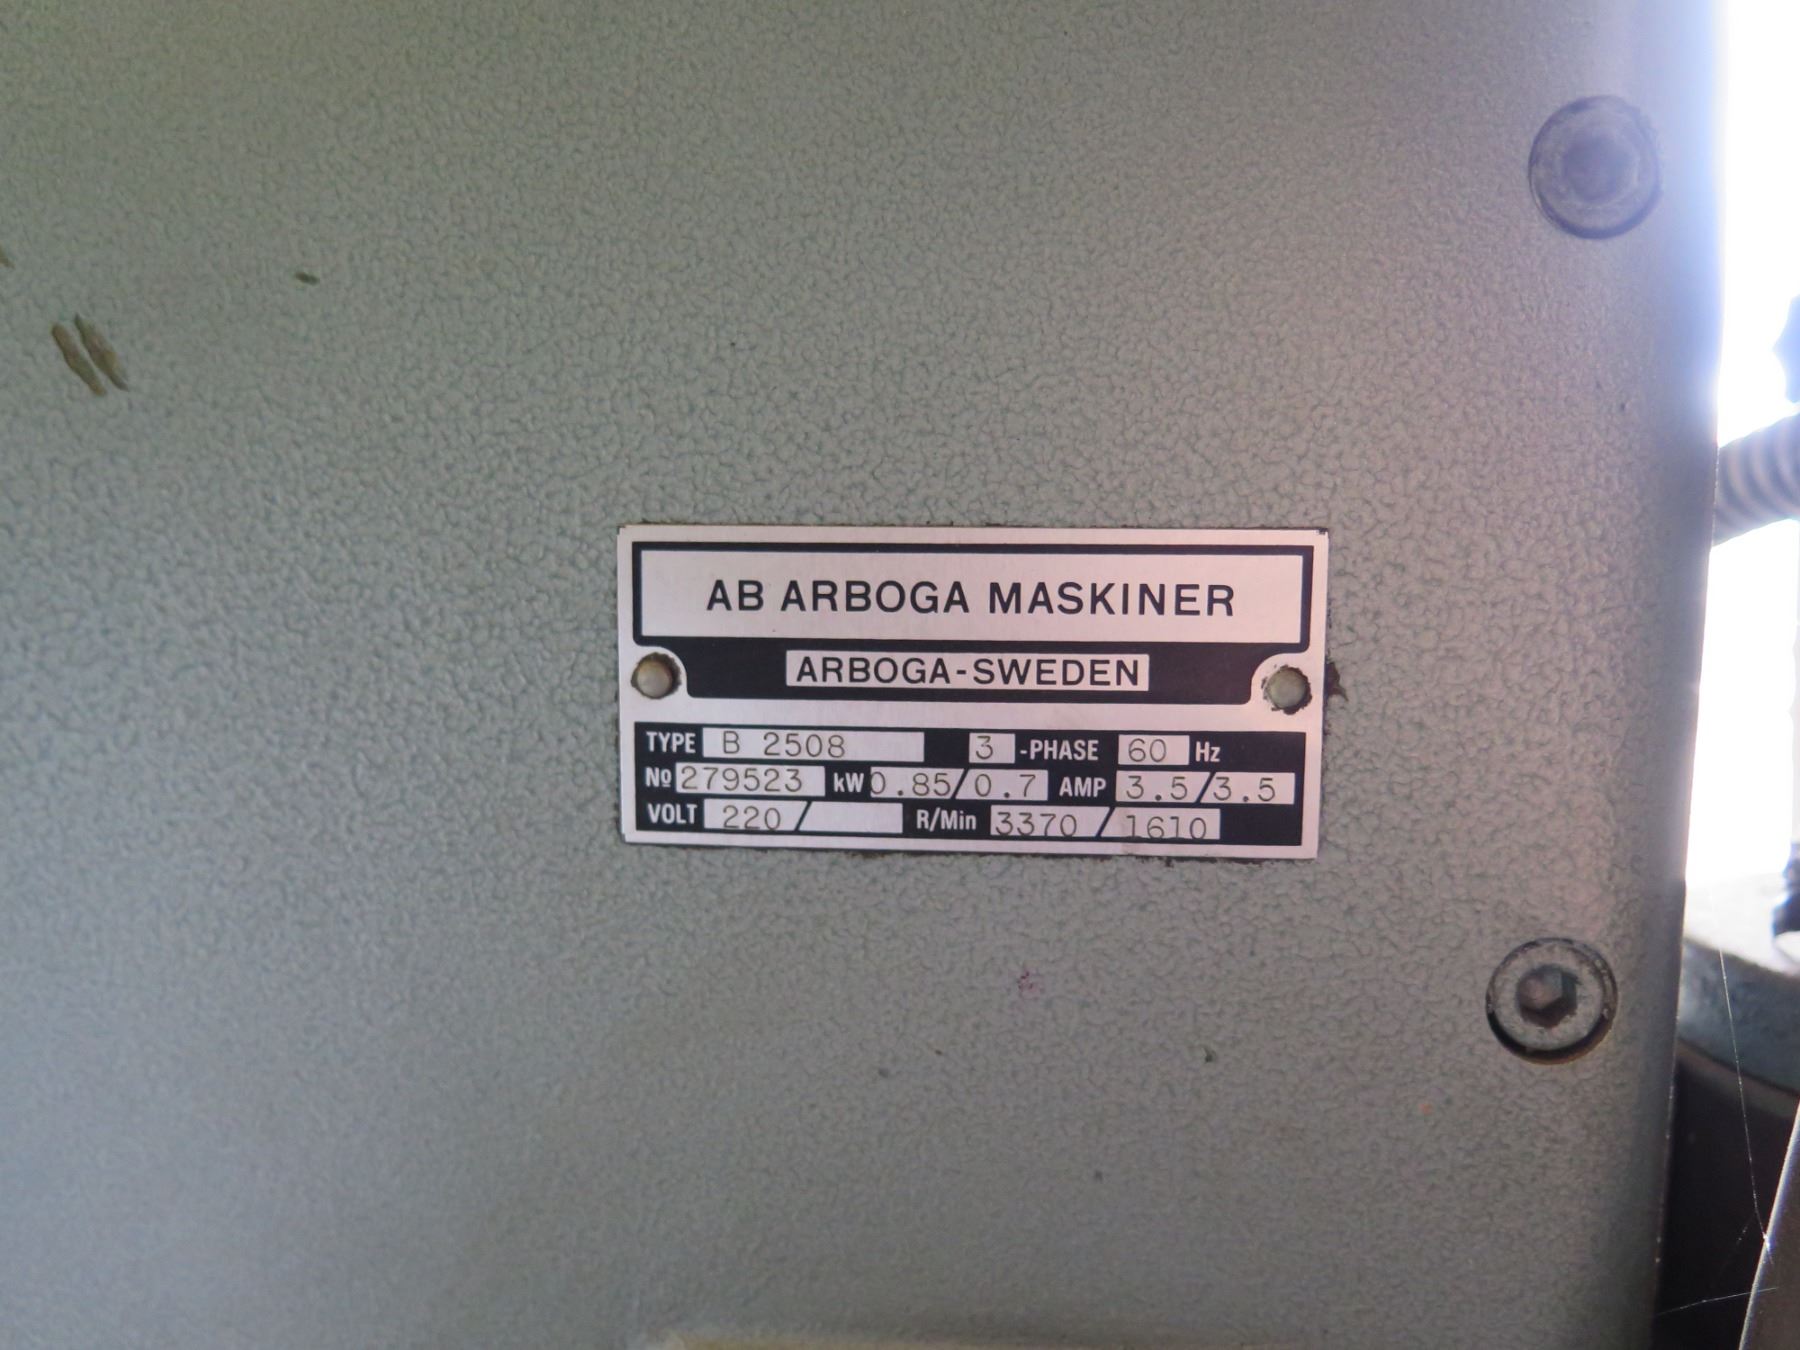 AB ARBOGA MASKINER
ARBOGA-SWEDEN
TYPE B 2508 3 -PHASE 60 Hz
№ 279523 kW 0.85/0.7 AMP 3.5/3.5
VOLT 220 / R/Min 3370 / 1610